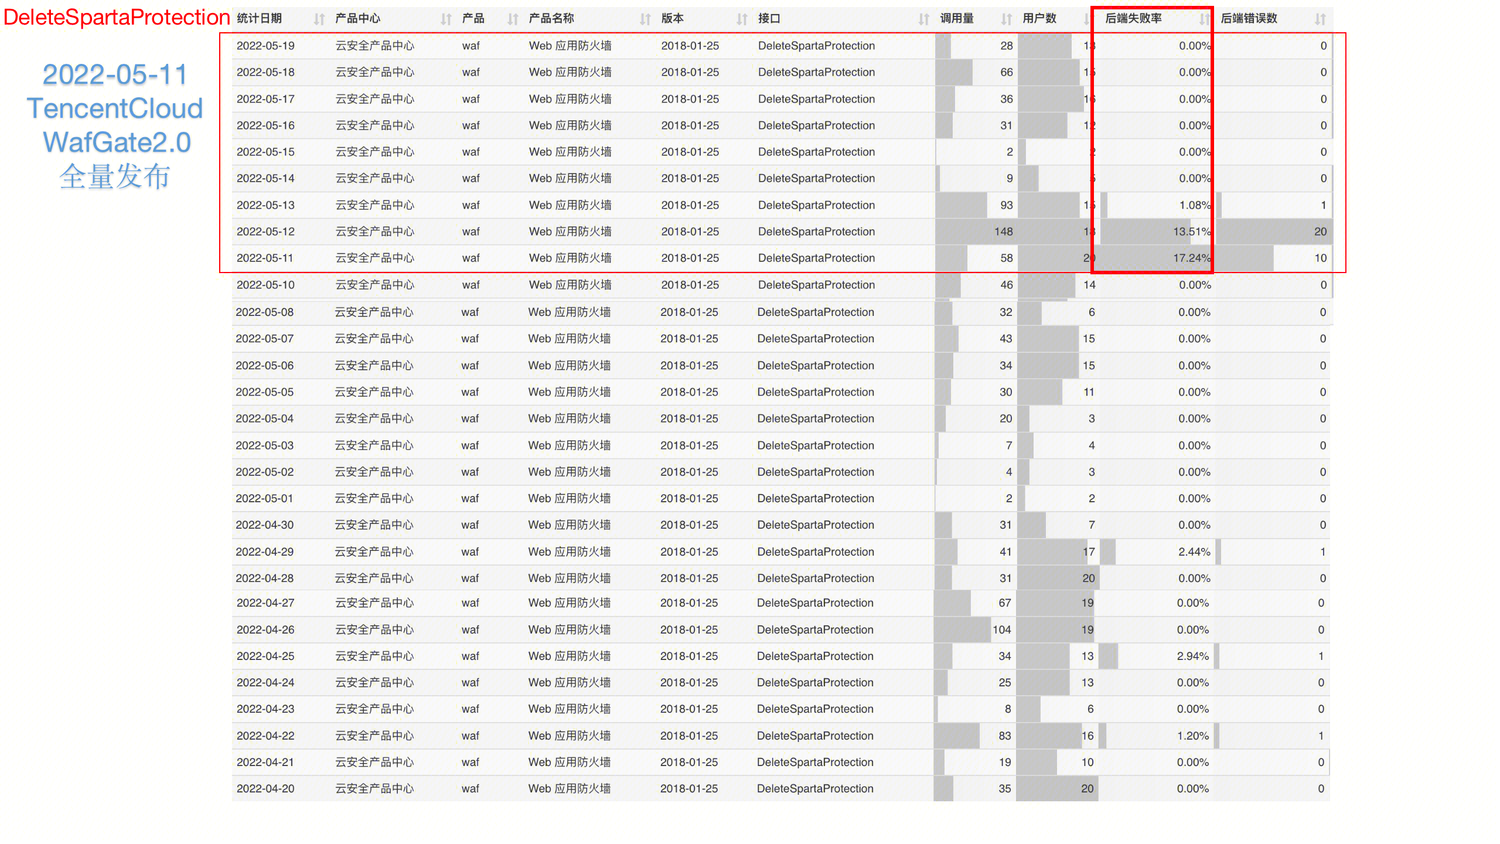 DeleteSpartaProtection
2022-05-11
TencentCloud
WafGate2.0
全量发布
统计日期 产品中心 产品 产品名称 版本 接口 调用量 用户数 后端失败率 后端错误数
2022-05-19 云安全产品中心 waf Web 应用防火墙 2018-01-25 DeleteSpartaProtection 28 18 0.00% 0
2022-05-18 云安全产品中心 waf Web 应用防火墙 2018-01-25 DeleteSpartaProtection 66 15 0.00% 0
2022-05-17 云安全产品中心 waf Web 应用防火墙 2018-01-25 DeleteSpartaProtection 36 16 0.00% 0
2022-05-16 云安全产品中心 waf Web 应用防火墙 2018-01-25 DeleteSpartaProtection 31 12 0.00% 0
2022-05-15 云安全产品中心 waf Web 应用防火墙 2018-01-25 DeleteSpartaProtection 2 2 0.00% 0
2022-05-14 云安全产品中心 waf Web 应用防火墙 2018-01-25 DeleteSpartaProtection 9 5 0.00% 0
2022-05-13 云安全产品中心 waf Web 应用防火墙 2018-01-25 DeleteSpartaProtection 93 15 1.08% 1
2022-05-12 云安全产品中心 waf Web 应用防火墙 2018-01-25 DeleteSpartaProtection 148 18 13.51% 20
2022-05-11 云安全产品中心 waf Web 应用防火墙 2018-01-25 DeleteSpartaProtection 58 20 17.24% 10
2022-05-10 云安全产品中心 waf Web 应用防火墙 2018-01-25 DeleteSpartaProtection 46 14 0.00% 0
2022-05-08 云安全产品中心 waf Web 应用防火墙 2018-01-25 DeleteSpartaProtection 32 6 0.00% 0
2022-05-07 云安全产品中心 waf Web 应用防火墙 2018-01-25 DeleteSpartaProtection 43 15 0.00% 0
2022-05-06 云安全产品中心 waf Web 应用防火墙 2018-01-25 DeleteSpartaProtection 34 15 0.00% 0
2022-05-05 云安全产品中心 waf Web 应用防火墙 2018-01-25 DeleteSpartaProtection 30 11 0.00% 0
2022-05-04 云安全产品中心 waf Web 应用防火墙 2018-01-25 DeleteSpartaProtection 20 3 0.00% 0
2022-05-03 云安全产品中心 waf Web 应用防火墙 2018-01-25 DeleteSpartaProtection 7 4 0.00% 0
2022-05-02 云安全产品中心 waf Web 应用防火墙 2018-01-25 DeleteSpartaProtection 4 3 0.00% 0
2022-05-01 云安全产品中心 waf Web 应用防火墙 2018-01-25 DeleteSpartaProtection 2 2 0.00% 0
2022-04-30 云安全产品中心 waf Web 应用防火墙 2018-01-25 DeleteSpartaProtection 31 7 0.00% 0
2022-04-29 云安全产品中心 waf Web 应用防火墙 2018-01-25 DeleteSpartaProtection 41 17 2.44% 1
2022-04-28 云安全产品中心 waf Web 应用防火墙 2018-01-25 DeleteSpartaProtection 31 20 0.00% 0
2022-04-27 云安全产品中心 waf Web 应用防火墙 2018-01-25 DeleteSpartaProtection 67 19 0.00% 0
2022-04-26 云安全产品中心 waf Web 应用防火墙 2018-01-25 DeleteSpartaProtection 104 19 0.00% 0
2022-04-25 云安全产品中心 waf Web 应用防火墙 2018-01-25 DeleteSpartaProtection 34 13 2.94% 1
2022-04-24 云安全产品中心 waf Web 应用防火墙 2018-01-25 DeleteSpartaProtection 25 13 0.00% 0
2022-04-23 云安全产品中心 waf Web 应用防火墙 2018-01-25 DeleteSpartaProtection 8 6 0.00% 0
2022-04-22 云安全产品中心 waf Web 应用防火墙 2018-01-25 DeleteSpartaProtection 83 16 1.20% 1
2022-04-21 云安全产品中心 waf Web 应用防火墙 2018-01-25 DeleteSpartaProtection 19 10 0.00% 0
2022-04-20 云安全产品中心 waf Web 应用防火墙 2018-01-25 DeleteSpartaProtection 35 20 0.00% 0